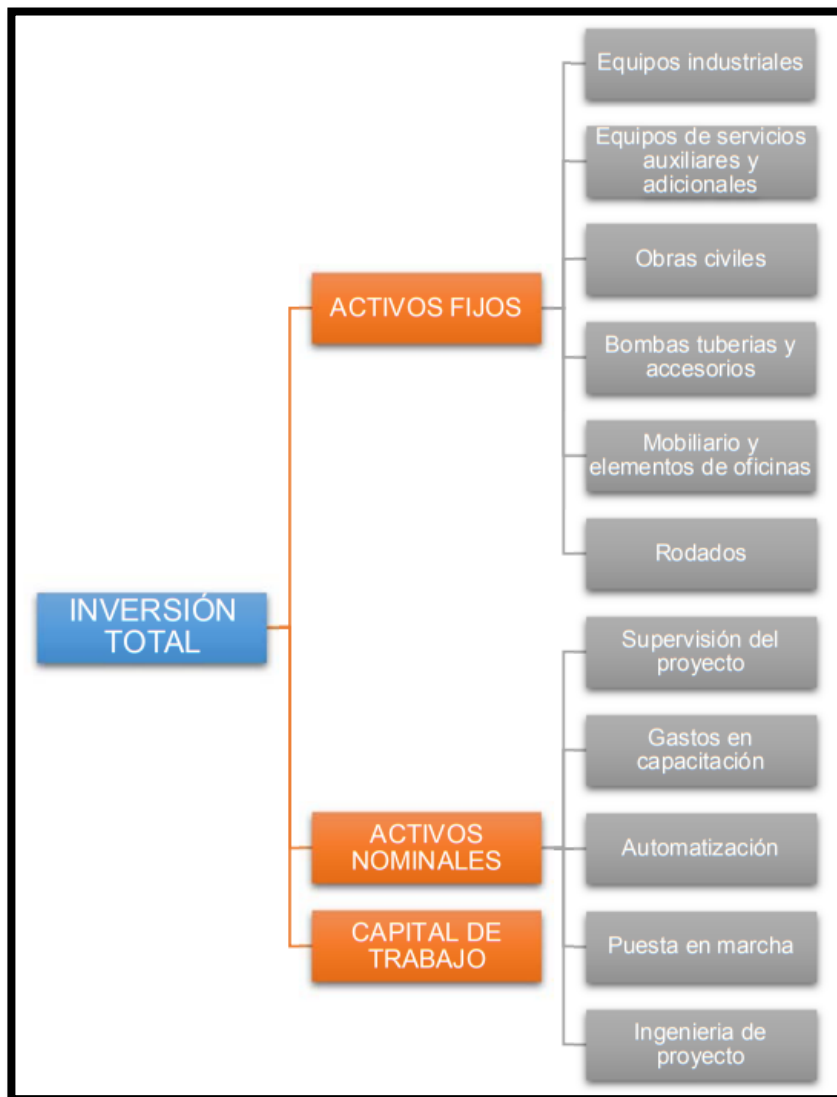 INVERSIÓN
TOTAL
ACTIVOS FIJOS
Equipos industriales
Equipos de servicios
auxiliares y
adicionales
Obras civiles
Bombas tuberias y
accesorios
Mobiliario y
elementos de oficinas
Rodados
ACTIVOS
NOMINALES
Supervisión del
proyecto
Gastos en
capacitación
Automatización
Puesta en marcha
Ingenieria de
proyecto
CAPITAL DE
TRABAJO